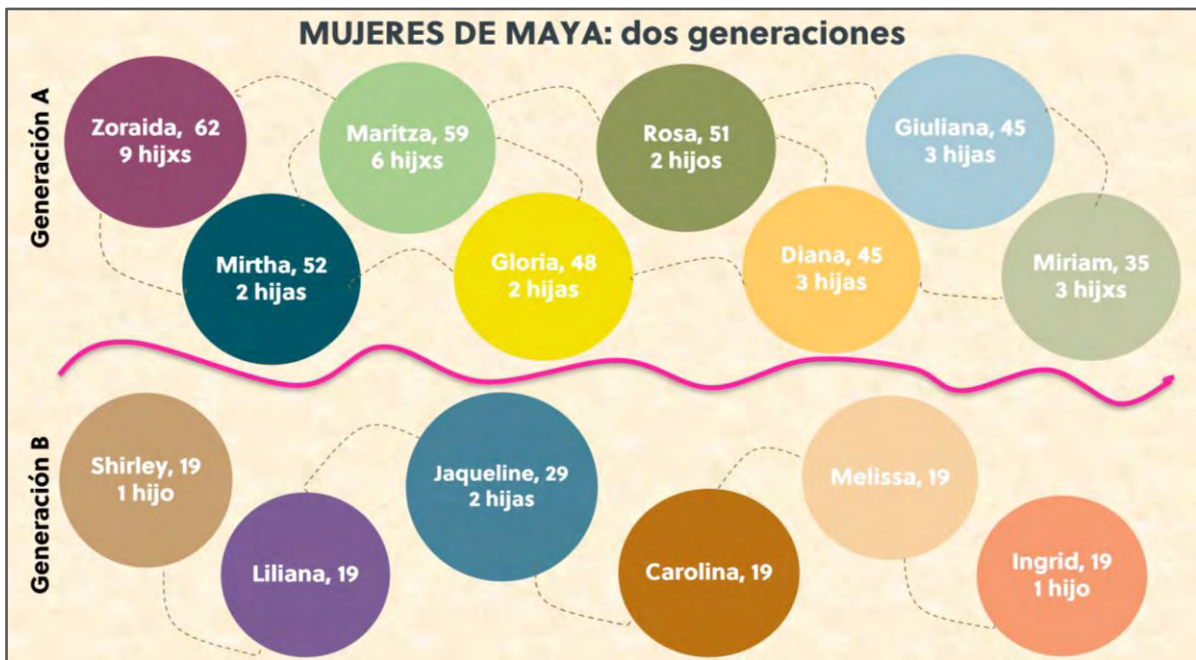 MUJERES DE MAYA: dos generaciones
Generación A
Zoraida, 62
9 hijxs
Maritza, 59
6 hijxs
Rosa, 51
2 hijos
Giuliana, 45
3 hijas
Mirtha, 52
2 hijas
Gloria, 48
2 hijas
Diana, 45
3 hijas
Miriam, 35
3 hijxs
Generación B
Shirley, 19
1 hijo
Liliana, 19
Jaqueline, 29
2 hijas
Carolina, 19
Melissa, 19
Ingrid, 19
1 hijo